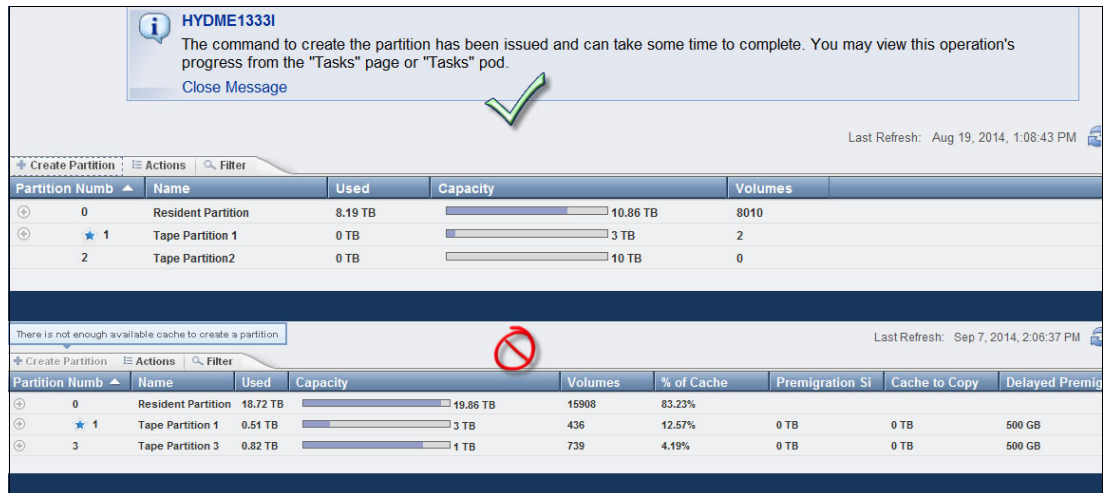 HYDME1333I
The command to create the partition has been issued and can take some time to complete. You may view this operation's
progress from the "Tasks" page or "Tasks" pod.
Close Message
Last Refresh: Aug 19, 2014, 1:08:43 PM
Create Partition Actions Filter
Partition Numb Name Used Capacity Volumes
0 Resident Partition 8.19 TB 10.86 TB 8010
1 Tape Partition 1 0 TB 3 TB 2
2 Tape Partition2 0 TB 10 TB 0
There is not enough available cache to create a partition
Last Refresh: Sep 7, 2014, 2:06:37 PM
Create Partition Actions Filter
Partition Numb Name Used Capacity Volumes % of Cache Premigration Si Cache to Copy Delayed Premig
0 Resident Partition 18.72 TB 19.86 TB 15908 83.23%
1 Tape Partition 1 0.51 TB 3 TB 436 12.57% 0 TB 0 TB 500 GB
3 Tape Partition 3 0.82 TB 1 TB 739 4.19% 0 TB 0 TB 500 GB